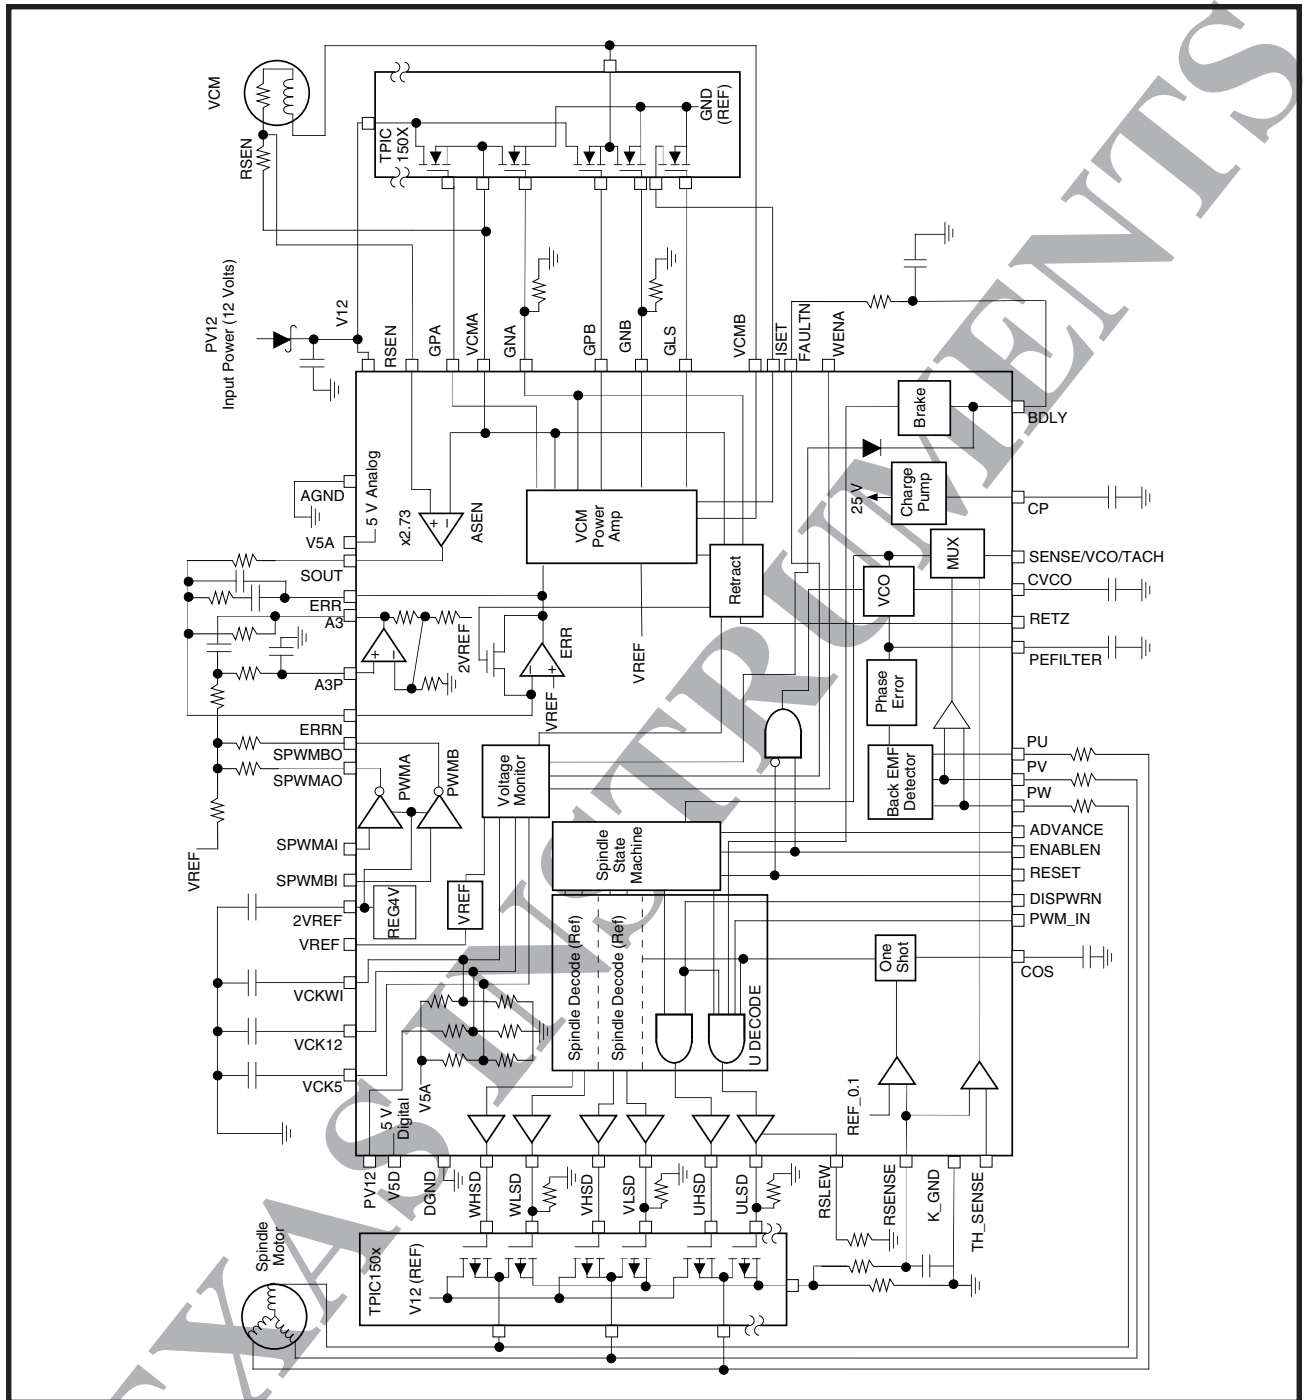 VCM
RSEN
TPIC
150X
GND
(REF)
PV12
Input Power (12 Volts)
V12
RSEN
GPA
VCMA
GNA
GPB
GNB
GLS
VCMB
ISET
FAULTN
WENA
AGND
V5A
SOUT
ERR
A3
A3P
ERRN
SPWMBO
SPWMAO
SPWMAI
SPWMBI
2VREF
VREF
VCKWI
VCK12
VCK5
VREF
5 V Analog
x2.73
ASEN
VCM
Power
Amp
Retract
Brake
25 V
Charge
Pump
MUX
VCO
BDLY
CP
SENSE/VCO/TACH
CVCO
RETZ
PEFILTER
2VREF
ERR
VREF
VREF
Phase
Error
Back EMF
Detector
PU
PV
PW
ADVANCE
ENABLEN
RESET
DISPWRN
PWM_IN
COS
PWMA
PWMB
Voltage
Monitor
REG4V
VREF
Spindle
State
Machine
Spindle Decode (Ref)
Spindle Decode (Ref)
U DECODE
One
Shot
V5A
5 V
Digital
REF_0.1
PV12
V5D
DGND
WHSD
WLSD
VHSD
VLSD
UHSD
ULSD
RSLEW
RSENSE
K_GND
TH_SENSE
Spindle
Motor
TPIC150x
V12 (REF)
TEXAS INSTRUMENTS